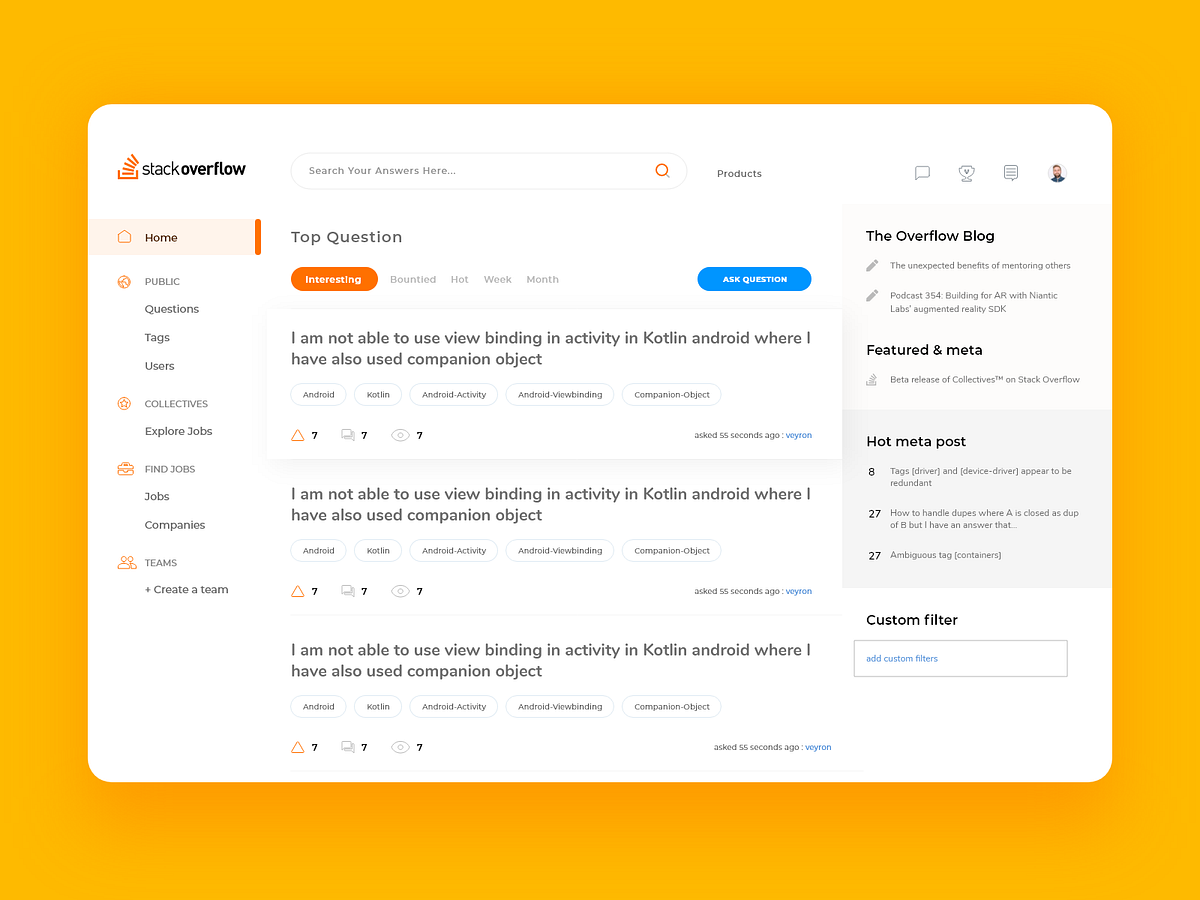 stackoverflow
Search Your Answers Here...
Products
Home
PUBLIC
Questions
Tags
Users
COLLECTIVES
Explore Jobs
FIND JOBS
Jobs
Companies
TEAMS
+ Create a team
Top Question
Interesting
Bountied
Hot
Week
Month
ASK QUESTION
I am not able to use view binding in activity in Kotlin android where I
have also used companion object
Android
Kotlin
Android-Activity
Android-Viewbinding
Companion-Object
7
7
7
asked 55 seconds ago : veyron
I am not able to use view binding in activity in Kotlin android where I
have also used companion object
Android
Kotlin
Android-Activity
Android-Viewbinding
Companion-Object
7
7
7
asked 55 seconds ago : veyron
I am not able to use view binding in activity in Kotlin android where I
have also used companion object
Android
Kotlin
Android-Activity
Android-Viewbinding
Companion-Object
7
7
7
asked 55 seconds ago : veyron
The Overflow Blog
The unexpected benefits of mentoring others
Podcast 354: Building for AR with Niantic
Labs' augmented reality SDK
Featured & meta
Beta release of Collectives™ on Stack Overflow
Hot meta post
8
Tags [driver] and [device-driver] appear to be
redundant
27
How to handle dupes where A is closed as dup
of B but I have an answer that...
27
Ambiguous tag [containers]
Custom filter
add custom filters